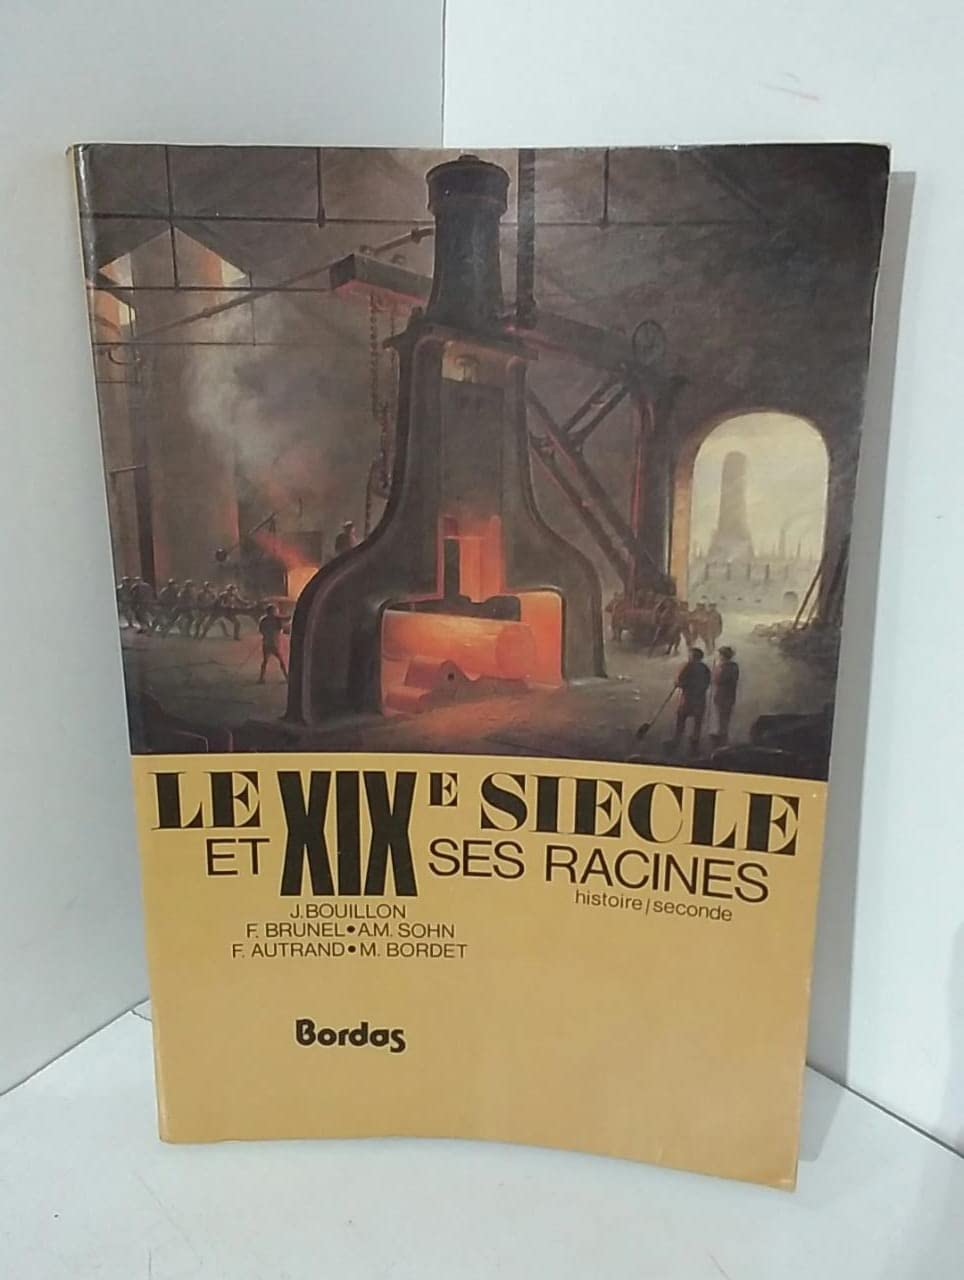 LE XIXE SIECLE
ET SES RACINES
histoire/seconde
J. BOUILLON
F. BRUNEL•A.M. SOHN
F. AUTRAND•M. BORDET
Bordas